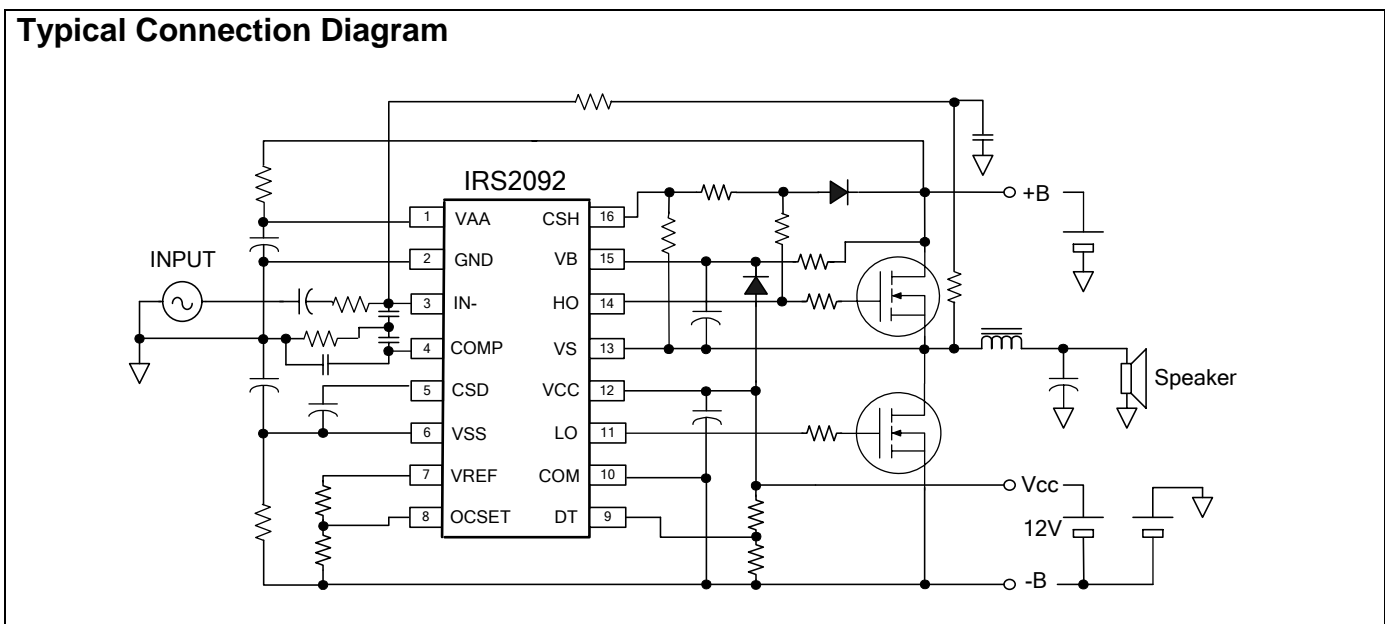 Typical Connection Diagram
IRS2092
1 VAA CSH 16
+B
INPUT
2 GND VB 15
3 IN- HO 14
4 COMP VS 13
Speaker
5 CSD VCC 12
6 VSS LO 11
7 VREF COM 10
Vcc
8 OCSET DT 9
12V
-B